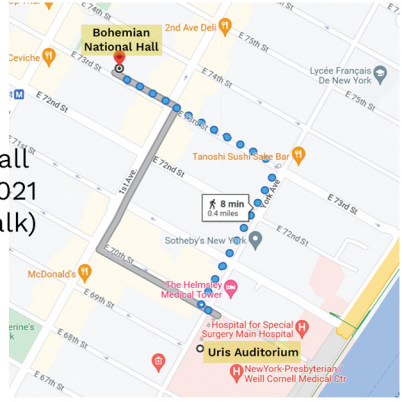 E 74th St
2nd Ave Deli
E 75th St
Bohemian
National Hall
Ceviche
E 73rd St
E 74th St
Lycée Français
De New York
E 75th St
E 72nd St
M
E 73rd St
all
Tanoshi Sushi Sake Bar
021
1st Ave.
E 72nd St
York Ave
E 73rd St
alk)
8 min
0.4 miles
E 72nd St
Sotheby's New York
E 70th St
McDonald's
The Helmsley
Medical Tower
E 69th St
Hospital for Special
Surgery Main Hospital
E 68th St
erine's
k
Uris Auditorium
NewYork-Presbyterian
Weill Cornell Medical Ctr